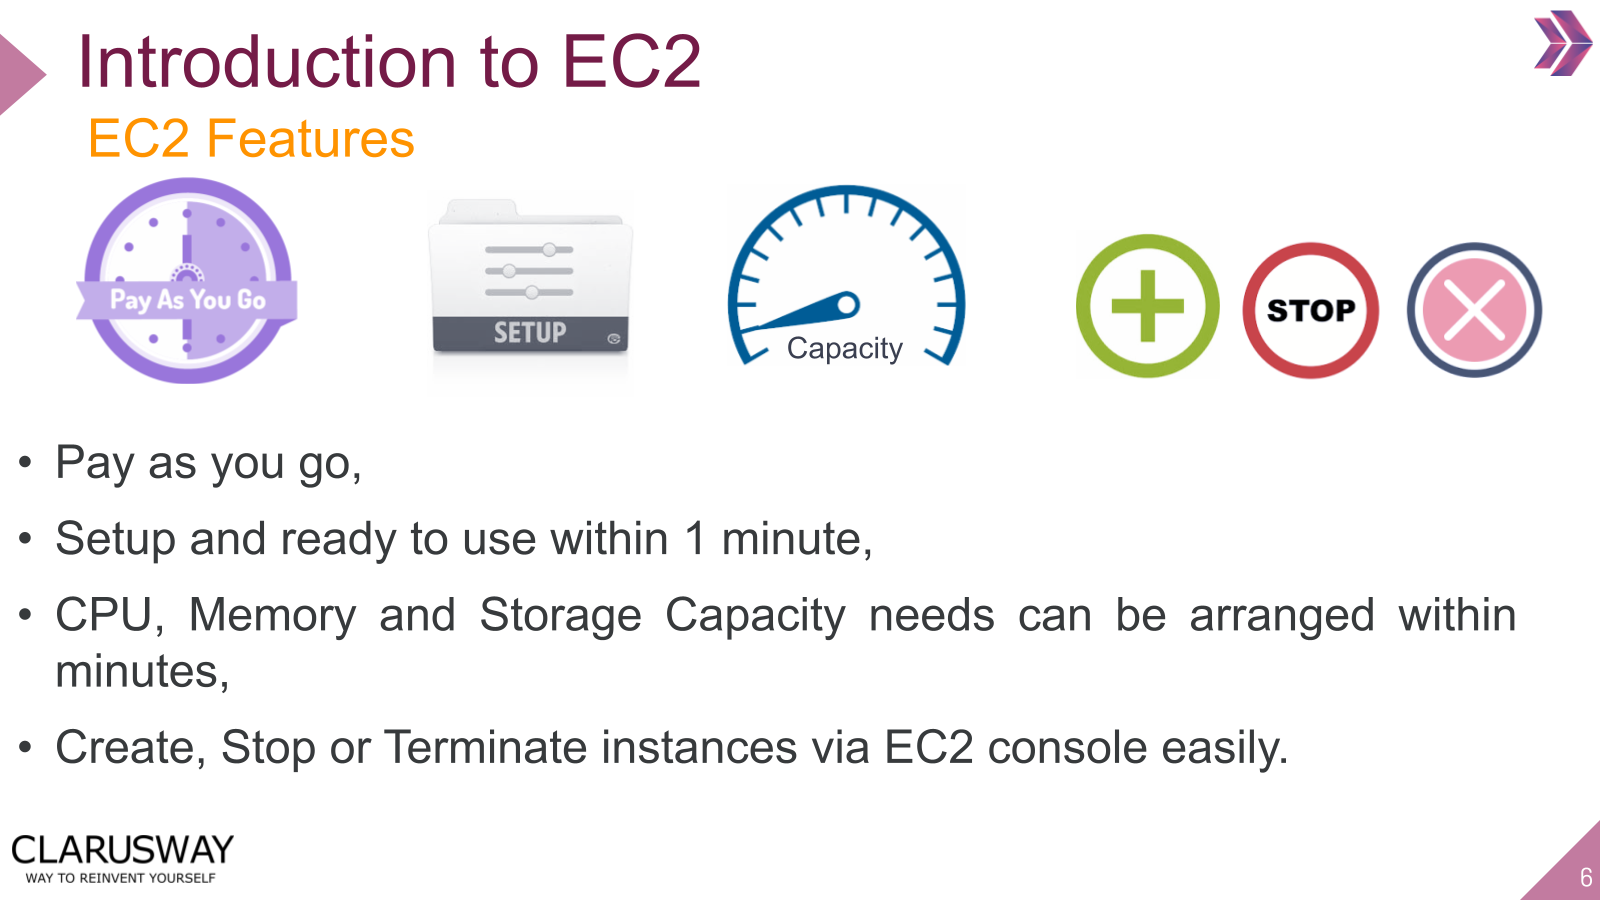 Introduction to EC2
EC2 Features
Pay As You Go
SETUP
Capacity
STOP
• Pay as you go,
• Setup and ready to use within 1 minute,
• CPU, Memory and Storage Capacity needs can be arranged within
minutes,
• Create, Stop or Terminate instances via EC2 console easily.
CLARUSWAY
WAY TO REINVENT YOURSELF
6